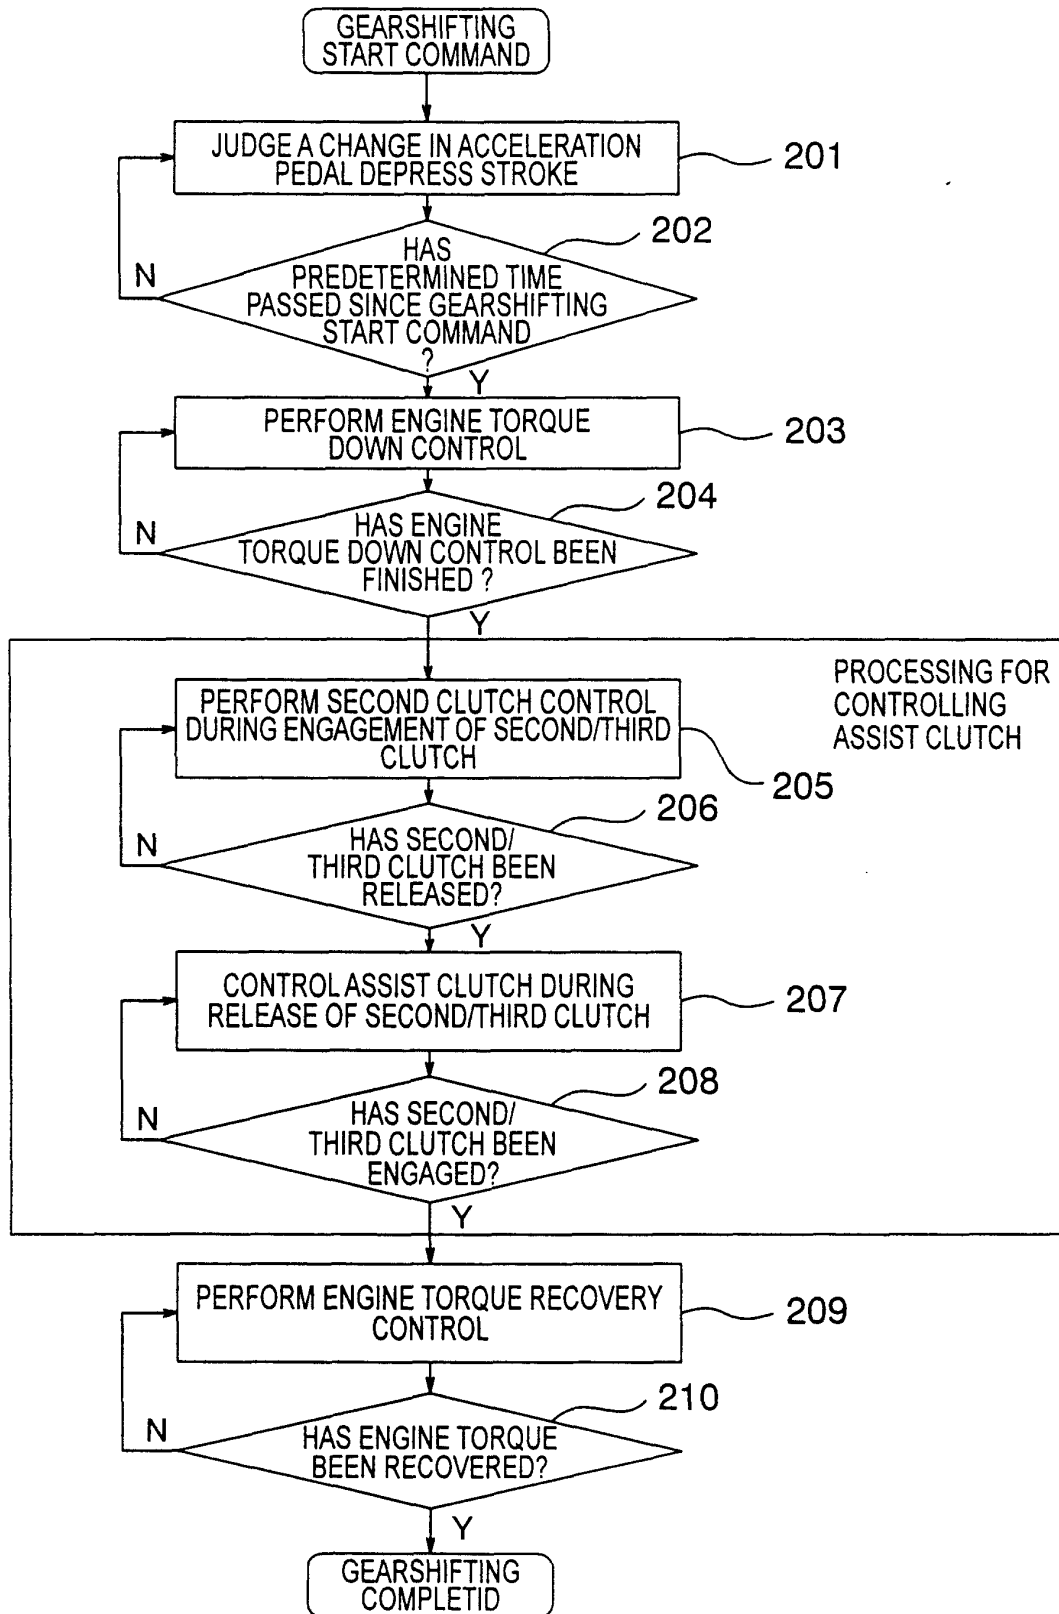 GEARSHIFTING
START COMMAND
JUDGE A CHANGE IN ACCELERATION
PEDAL DEPRESS STROKE
201
HAS
PREDETERMINED TIME
PASSED SINCE GEARSHIFTING
START COMMAND
?
202
N
Y
PERFORM ENGINE TORQUE
DOWN CONTROL
203
HAS ENGINE
TORQUE DOWN CONTROL BEEN
FINISHED ?
204
N
Y
PROCESSING FOR
CONTROLLING
ASSIST CLUTCH
PERFORM SECOND CLUTCH CONTROL
DURING ENGAGEMENT OF SECOND/THIRD
CLUTCH
205
HAS SECOND/
THIRD CLUTCH BEEN
RELEASED?
206
N
Y
CONTROL ASSIST CLUTCH DURING
RELEASE OF SECOND/THIRD CLUTCH
207
HAS SECOND/
THIRD CLUTCH BEEN
ENGAGED?
208
N
Y
PERFORM ENGINE TORQUE RECOVERY
CONTROL
209
HAS ENGINE TORQUE
BEEN RECOVERED?
210
N
Y
GEARSHIFTING
COMPLETID